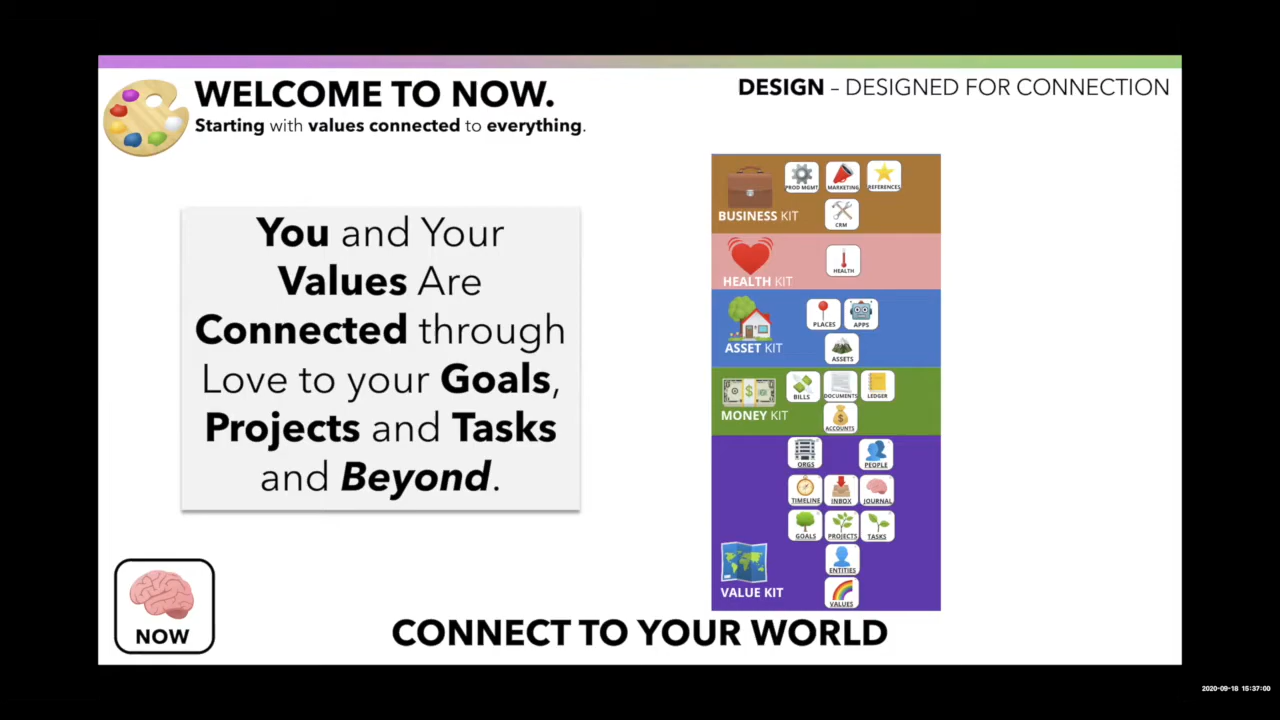 WELCOME TO NOW.
Starting with values connected to everything.
DESIGN – DESIGNED FOR CONNECTION
You and Your
Values Are
Connected through
Love to your Goals,
Projects and Tasks
and Beyond.
PROD MGMT MARKETING REFERENCES
BUSINESS KIT
CRM
HEALTH
HEALTH KIT
PLACES APPS
ASSET KIT
ASSETS
BILLS DOCUMENTS LEDGER
MONEY KIT
ACCOUNTS
ORGS PEOPLE
TIMELINE INBOX JOURNAL
GOALS PROJECTS TASKS
ENTITIES
VALUE KIT
VALUES
NOW
CONNECT TO YOUR WORLD
2020-09-18 15:37:00